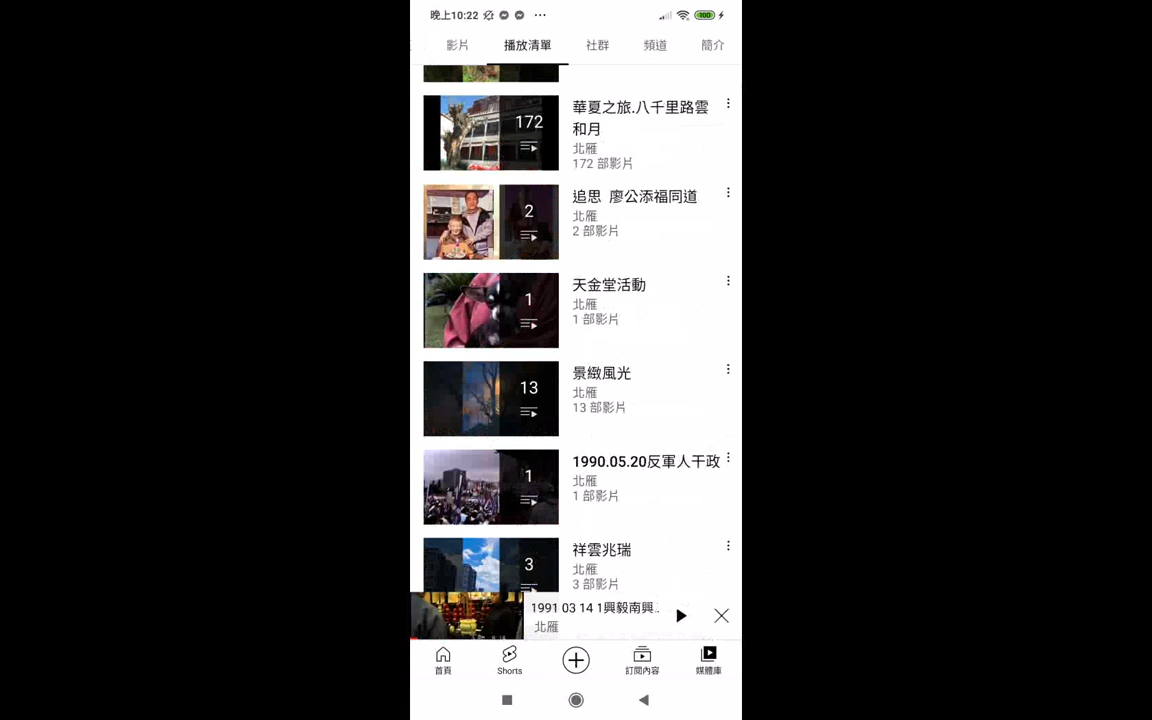 晚上10:22
100
影片 播放清單 社群 頻道 簡介
172
華夏之旅.八千里路雲
和月
北雁
172 部影片
2
追思 廖公添福同道
北雁
2 部影片
1
天金堂活動
北雁
1 部影片
13
景緻風光
北雁
13 部影片
1
1990.05.20反軍人干政
北雁
1 部影片
3
祥雲兆瑞
北雁
3 部影片
1991 03 14 1興毅南興..
北雁
首頁 Shorts 訂閱內容 媒體庫